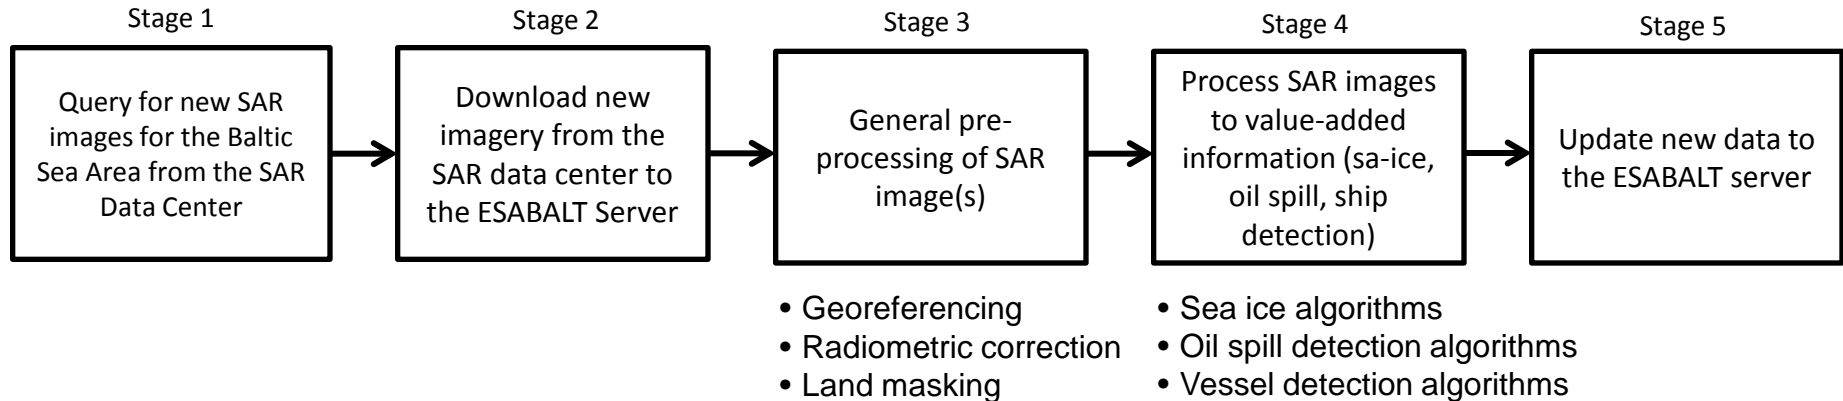 Stage 1
Query for new SAR
images for the Baltic
Sea Area from the SAR
Data Center
Stage 2
Download new
imagery from the
SAR data center to
the ESABALT Server
Stage 3
General pre-
processing of SAR
image(s)
• Georeferencing
• Radiometric correction
• Land masking
Stage 4
Process SAR images
to value-added
information (sa-ice,
oil spill, ship
detection)
• Sea ice algorithms
• Oil spill detection algorithms
• Vessel detection algorithms
Stage 5
Update new data to
the ESABALT server